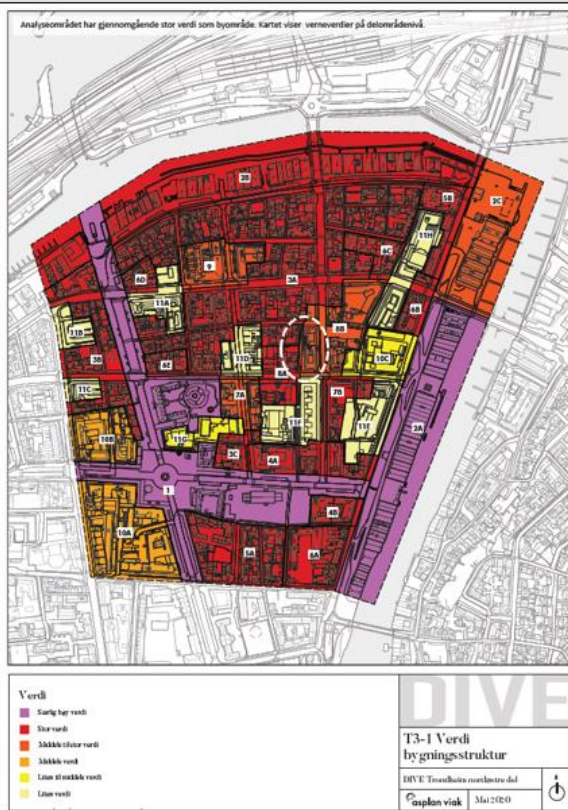 Analyseområdet har gjennomgående stor verdi som byområde. Kartet viser verneverdier på delområdenivå.
2B
5B
2C
11H
6C
9
6D
3A
11A
6B
8B
11B
3B
6E
11D
10C
8A
11C
7A
7B
2A
10B
11G
11F
11E
3C
4A
1
4B
10A
5A
6A
Verdi
Særlig høy verdi
Stor verdi
Middels til stor verdi
Middels verdi
Liten til middels verdi
Liten verdi
DIVE
T3-1 Verdi
bygningsstruktur
DIVE Trondheim nordøstre del
asplan viak Mai 2020